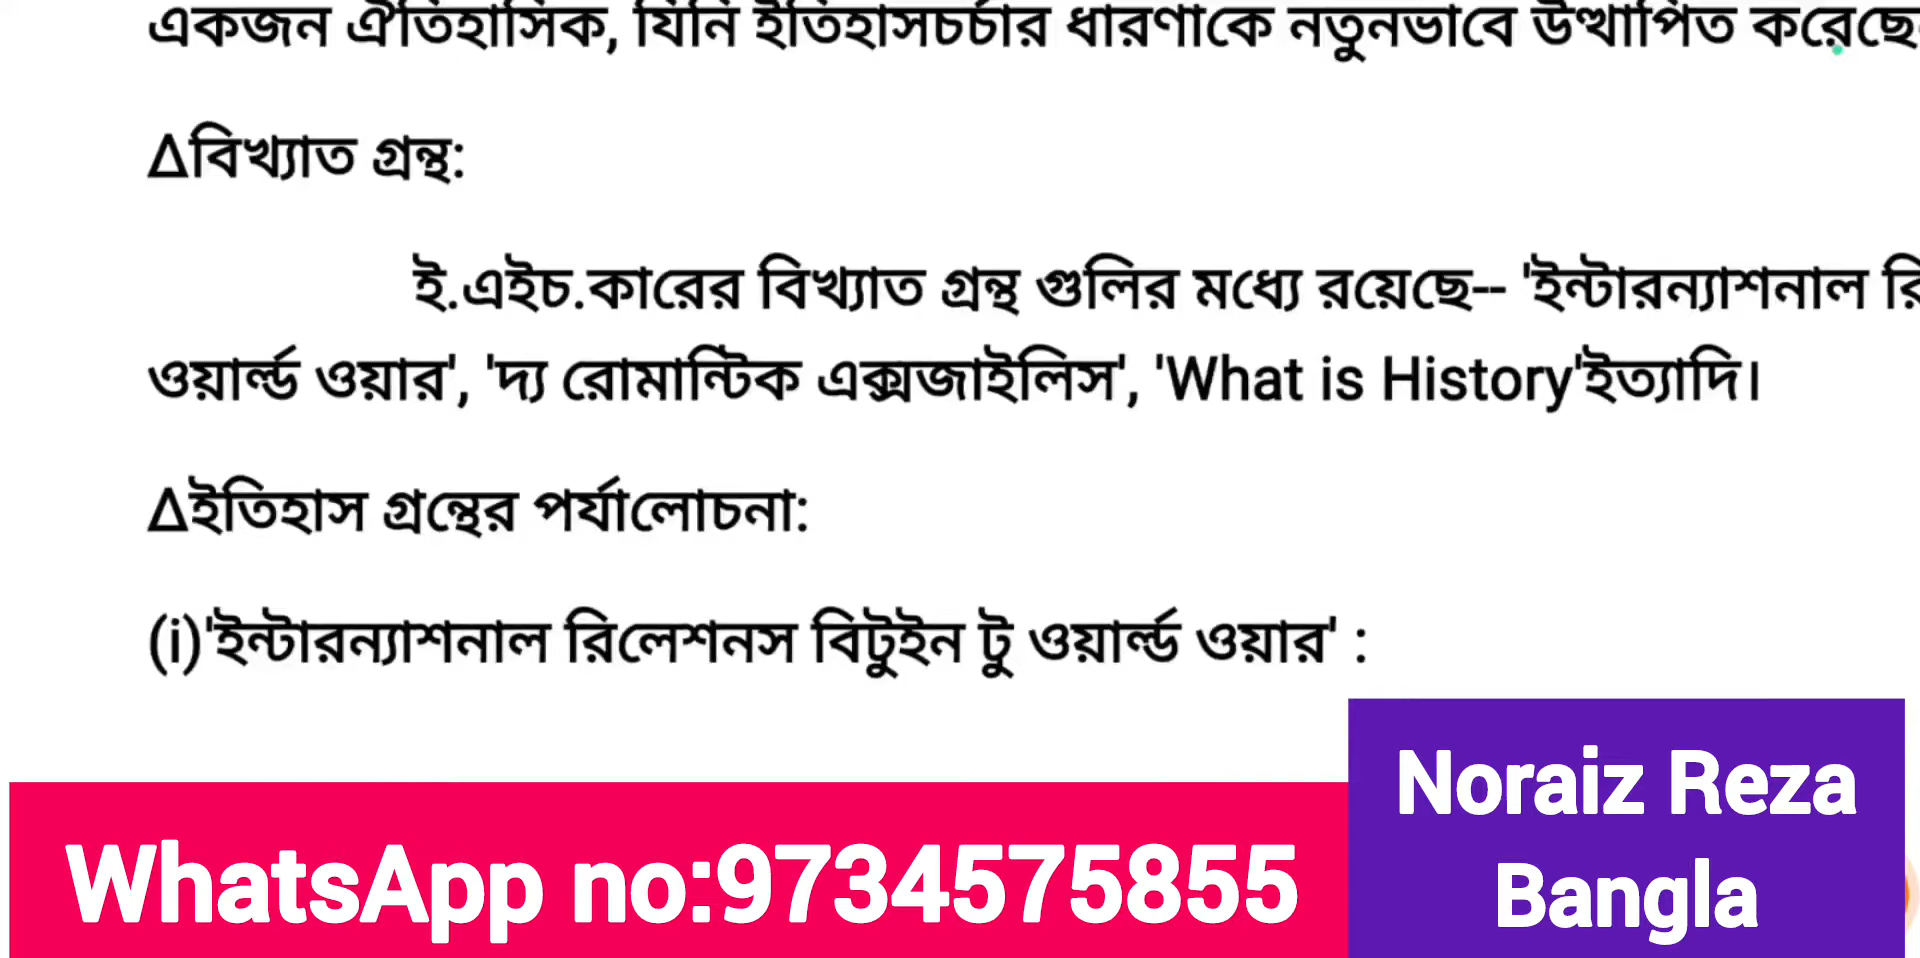 একজন ঐতিহাসিক, যিনি ইতিহাসচর্চার ধারণাকে নতুনভাবে উত্থাপিত করেছে
∆বিখ্যাত গ্রন্থ:
ই.এইচ.কারের বিখ্যাত গ্রন্থ গুলির মধ্যে রয়েছে-- 'ইন্টারন্যাশনাল
ওয়ার্ল্ড ওয়ার', 'দ্য রোমান্টিক এক্সজাইলিস', 'What is History'ইত্যাদি।
∆ইতিহাস গ্রন্থের পর্যালোচনা:
(i)'ইন্টারন্যাশনাল রিলেশনস বিটুইন টু ওয়ার্ল্ড ওয়ার' :
WhatsApp no:9734575855
Noraiz Reza
Bangla